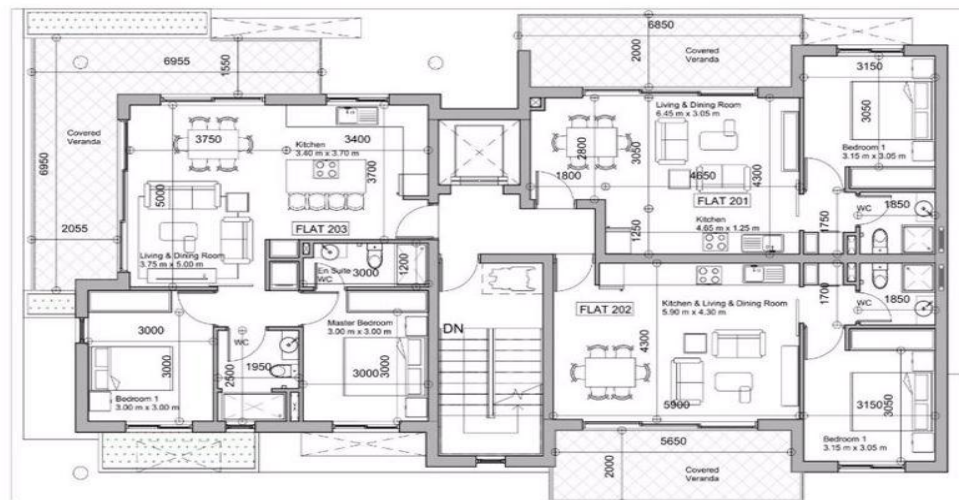 6955
1550
Covered
Veranda
6950
2055
3750
3400
Kitchen
3.40 m x 3.70 m
3700
5000
FLAT 203
Living & Dining Room
3.75 m x 5.00 m
En Suite
WC
3000
1200
3000
3000
Bedroom 1
3.00 m x 3.00 m
WC
2500
1950
Master Bedroom
3.00 m x 3.00 m
3000
DN
6850
2000
Covered
Veranda
Living & Dining Room
6.45 m x 3.05 m
2800
3050
1800
4650
4300
FLAT 201
Kitchen
4.65 m x 1.25 m
1250
3150
3050
Bedroom 1
3.15 m x 3.05 m
WC
1850
1750
1700
WC
1850
FLAT 202
Kitchen & Living & Dining Room
5.90 m x 4.30 m
4300
5900
3150
3050
Bedroom 1
3.15 m x 3.05 m
5650
2000
Covered
Veranda